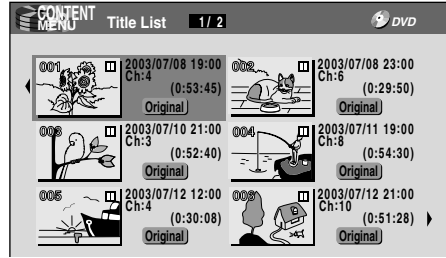 CONTENT MENU Title List 1/2 DVD
001 2003/07/08 19:00
Ch:4
(0:53:45)
Original
002 2003/07/08 23:00
Ch:6
(0:29:50)
Original
003 2003/07/10 21:00
Ch:3
(0:52:40)
Original
004 2003/07/11 19:00
Ch:8
(0:54:30)
Original
005 2003/07/12 12:00
Ch:4
(0:30:08)
Original
006 2003/07/12 21:00
Ch:10
(0:51:28)
Original